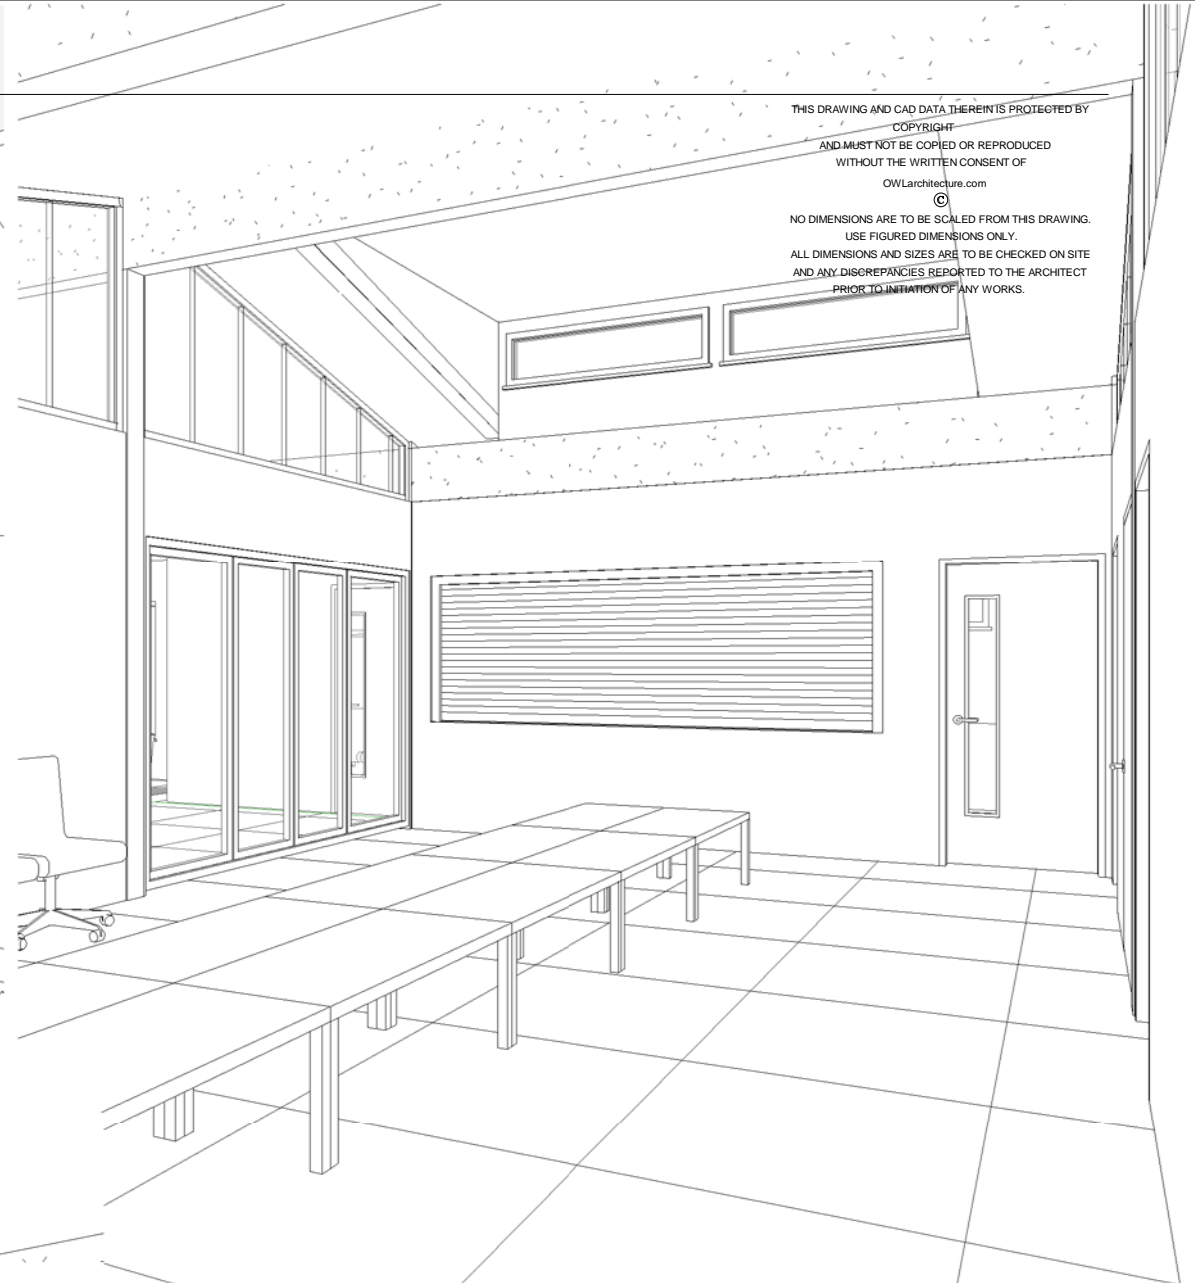 THIS DRAWING AND CAD DATA THEREIN IS PROTECTED BY
COPYRIGHT
AND MUST NOT BE COPIED OR REPRODUCED
WITHOUT THE WRITTEN CONSENT OF
OWLarchitecture.com
©
NO DIMENSIONS ARE TO BE SCALED FROM THIS DRAWING.
USE FIGURED DIMENSIONS ONLY.
ALL DIMENSIONS AND SIZES ARE TO BE CHECKED ON SITE
AND ANY DISCREPANCIES REPORTED TO THE ARCHITECT
PRIOR TO INITIATION OF ANY WORKS.